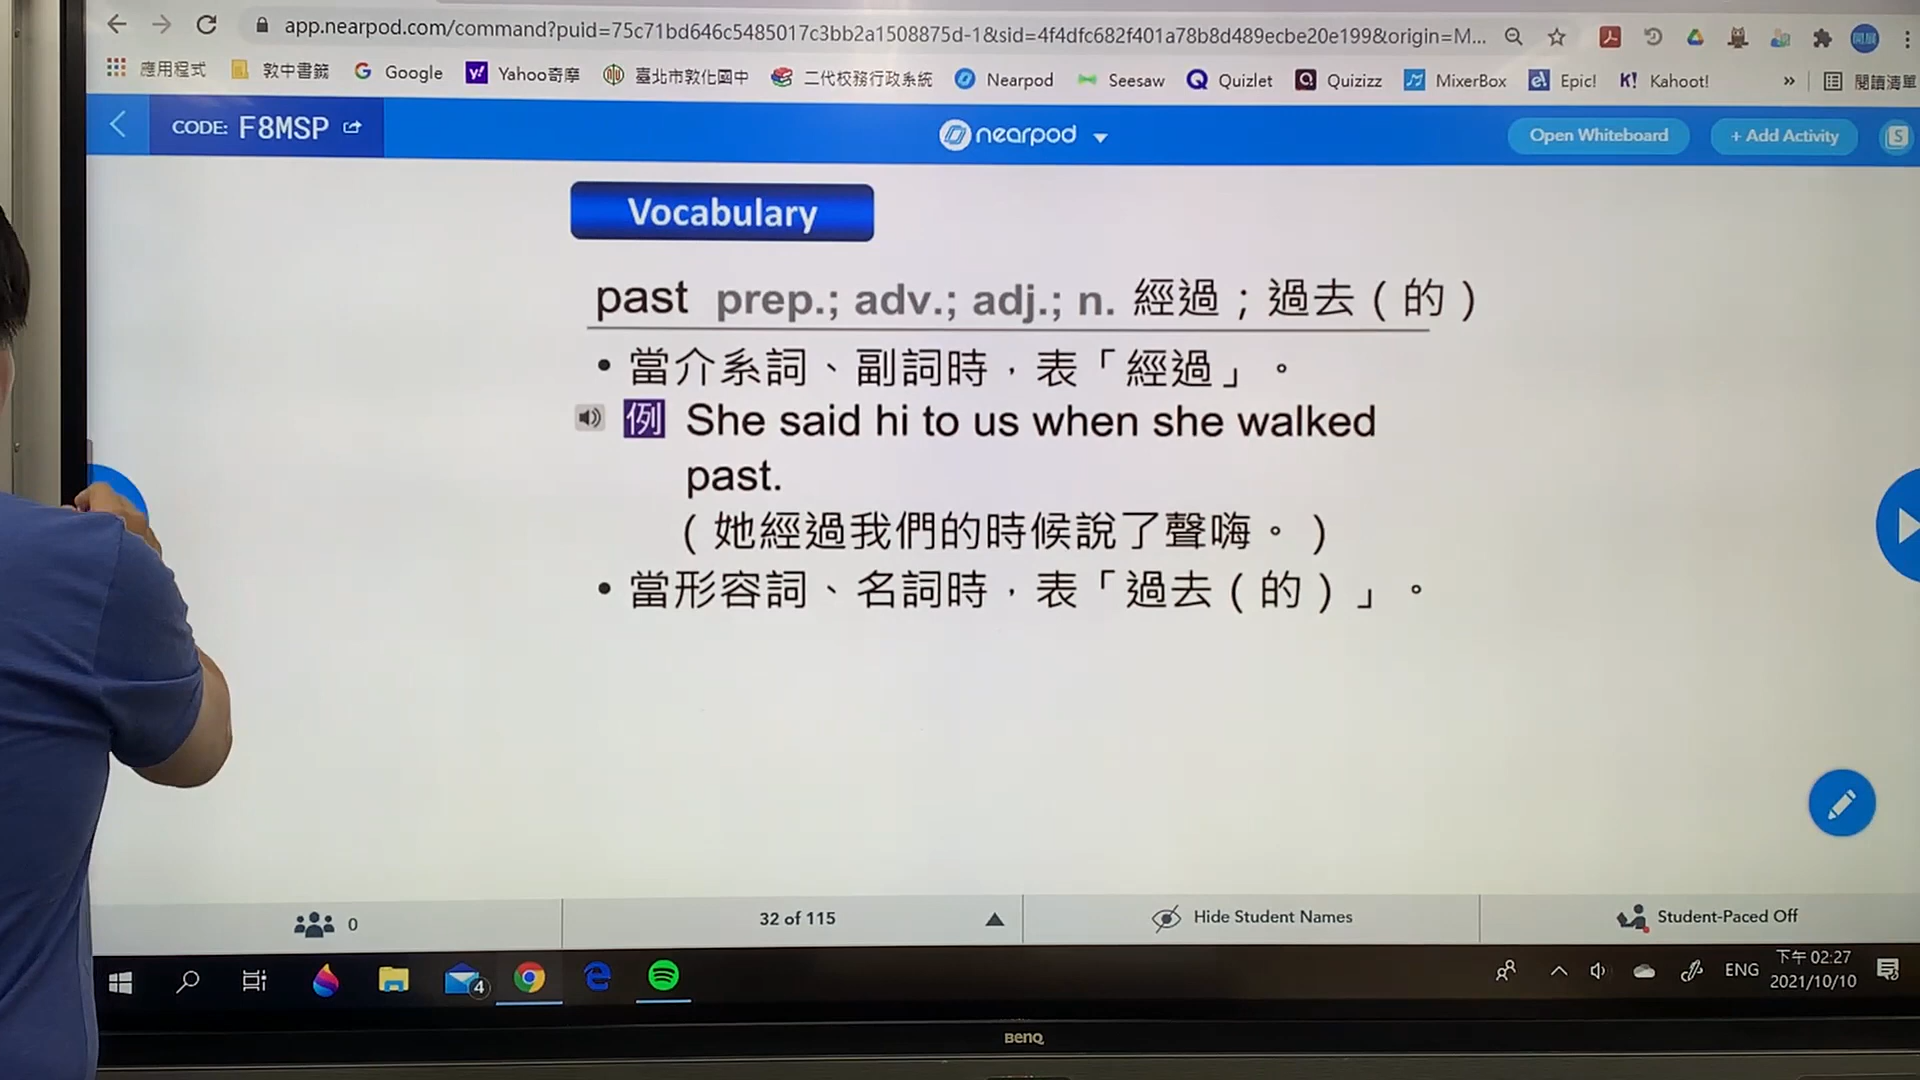 app.nearpod.com/command?puid=75c71bd646c5485017c3bb2a1508875d-1&sid=4f4dfc682f401a78b8d489ecbe20e199&origin=M...
應用程式 敦中書籤 Google Yahoo奇摩 臺北市敦化國中 二代校務行政系統 Nearpod Seesaw Quizlet Quizizz MixerBox Epic! Kahoot! » 閱讀清單
CODE: F8MSP nearpod Open Whiteboard + Add Activity S
Vocabulary
past prep.; adv.; adj.; n. 經過；過去（的）
• 當介系詞、副詞時，表「經過」。
例 She said hi to us when she walked
past.
（她經過我們的時候說了聲嗨。）
• 當形容詞、名詞時，表「過去（的）」。
0 32 of 115 Hide Student Names Student-Paced Off
4 ENG 下午 02:27
2021/10/10
BenQ